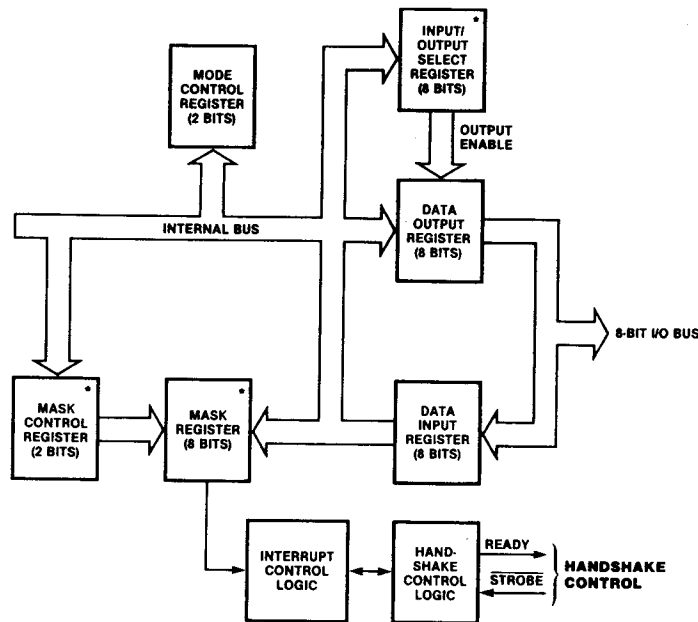 INPUT/ *
OUTPUT
SELECT
REGISTER
(8 BITS)
MODE
CONTROL
REGISTER
(2 BITS)
OUTPUT
ENABLE
INTERNAL BUS
DATA
OUTPUT
REGISTER
(8 BITS)
8-BIT I/O BUS
*
MASK
CONTROL
REGISTER
(2 BITS)
*
MASK
REGISTER
(8 BITS)
DATA
INPUT
REGISTER
(8 BITS)
INTERRUPT
CONTROL
LOGIC
HAND-
SHAKE
CONTROL
LOGIC
READY
STROBE
HANDSHAKE
CONTROL